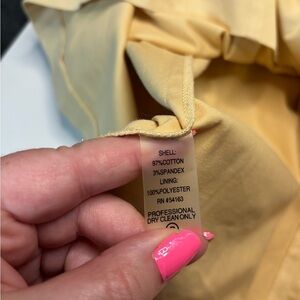 SHELL:
97%COTTON
3%SPANDEX
LINING:
100%POLYESTER
RN #54163
PROFESSIONAL
DRY CLEAN ONLY